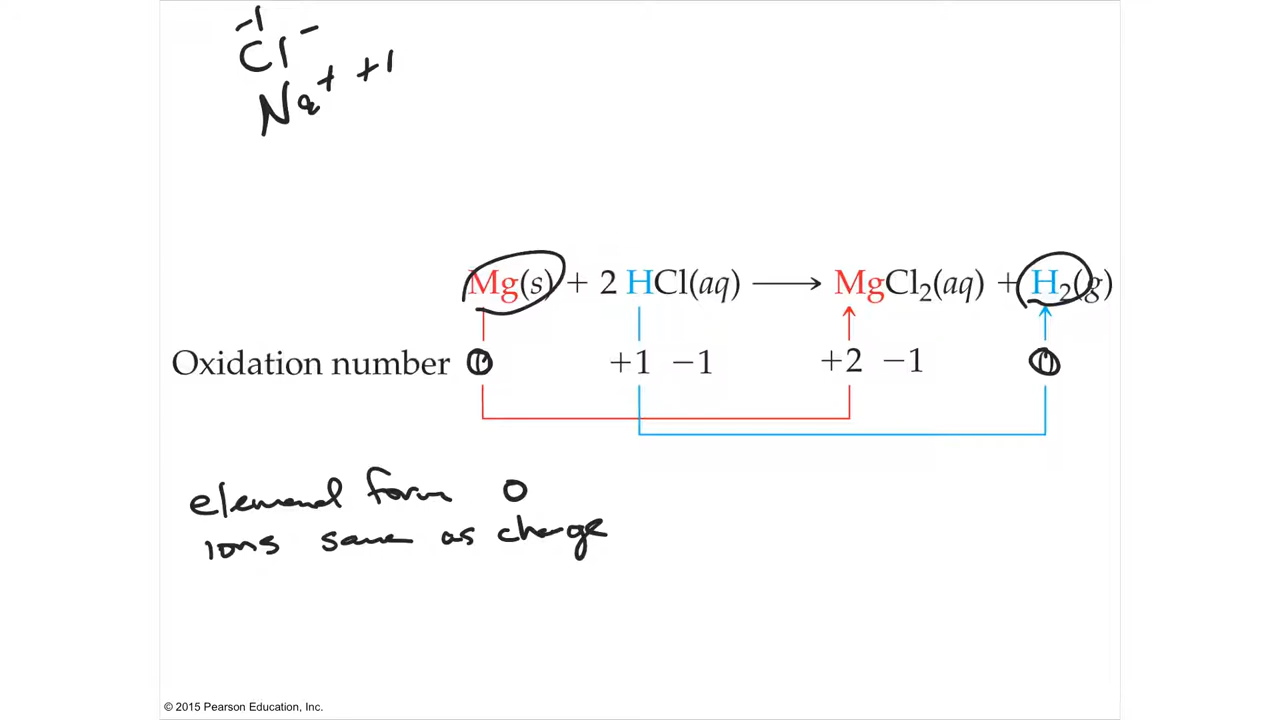 -1
Cl⁻
Na⁺ +1
Mg(s) + 2 HCl(aq) ⟶ MgCl₂(aq) + H₂(g)
Oxidation number 0 +1 −1 +2 −1 0
elemenal form 0
ions same as charge
© 2015 Pearson Education, Inc.